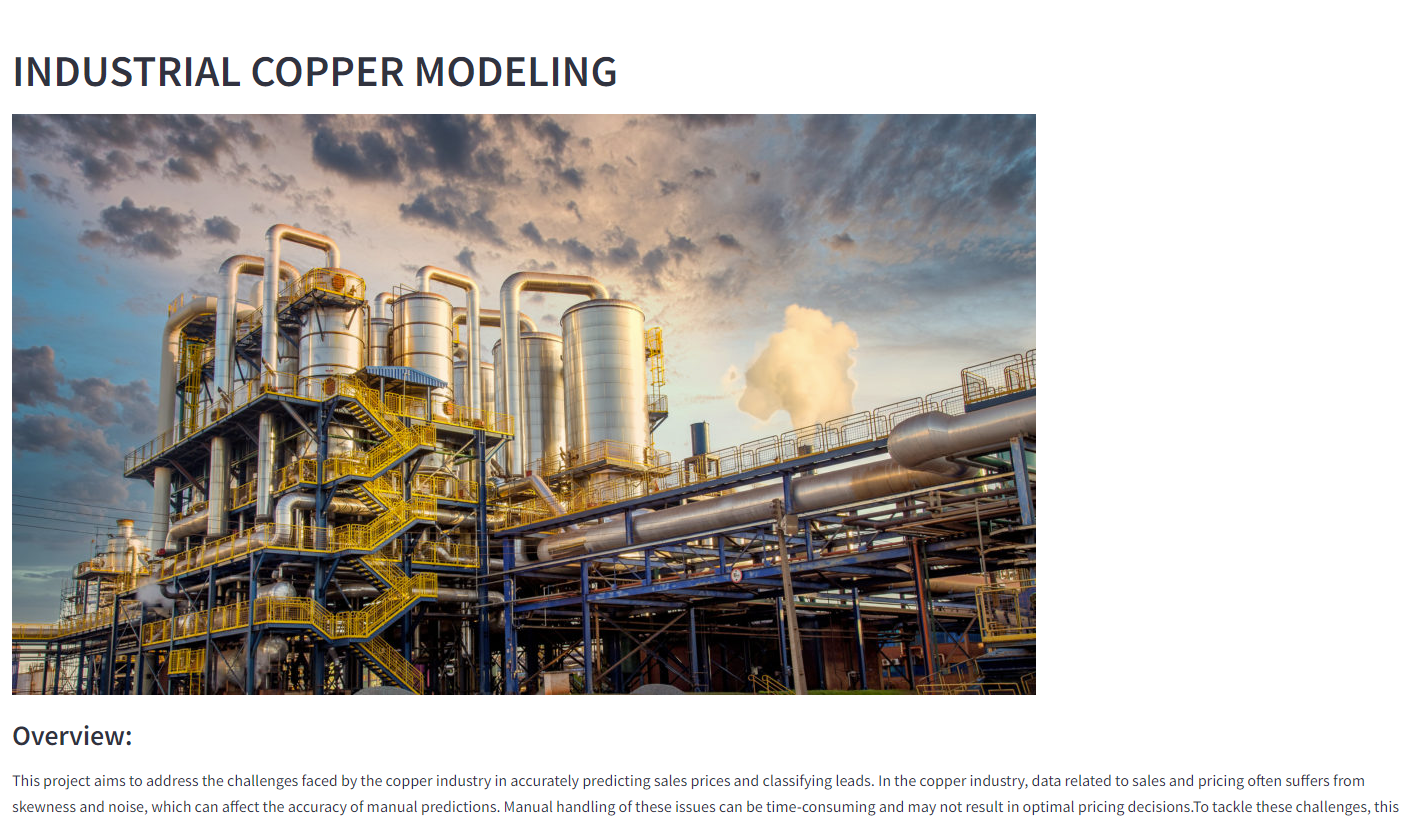 INDUSTRIAL COPPER MODELING
Overview:
This project aims to address the challenges faced by the copper industry in accurately predicting sales prices and classifying leads. In the copper industry, data related to sales and pricing often suffers from
skewness and noise, which can affect the accuracy of manual predictions. Manual handling of these issues can be time-consuming and may not result in optimal pricing decisions.To tackle these challenges, this